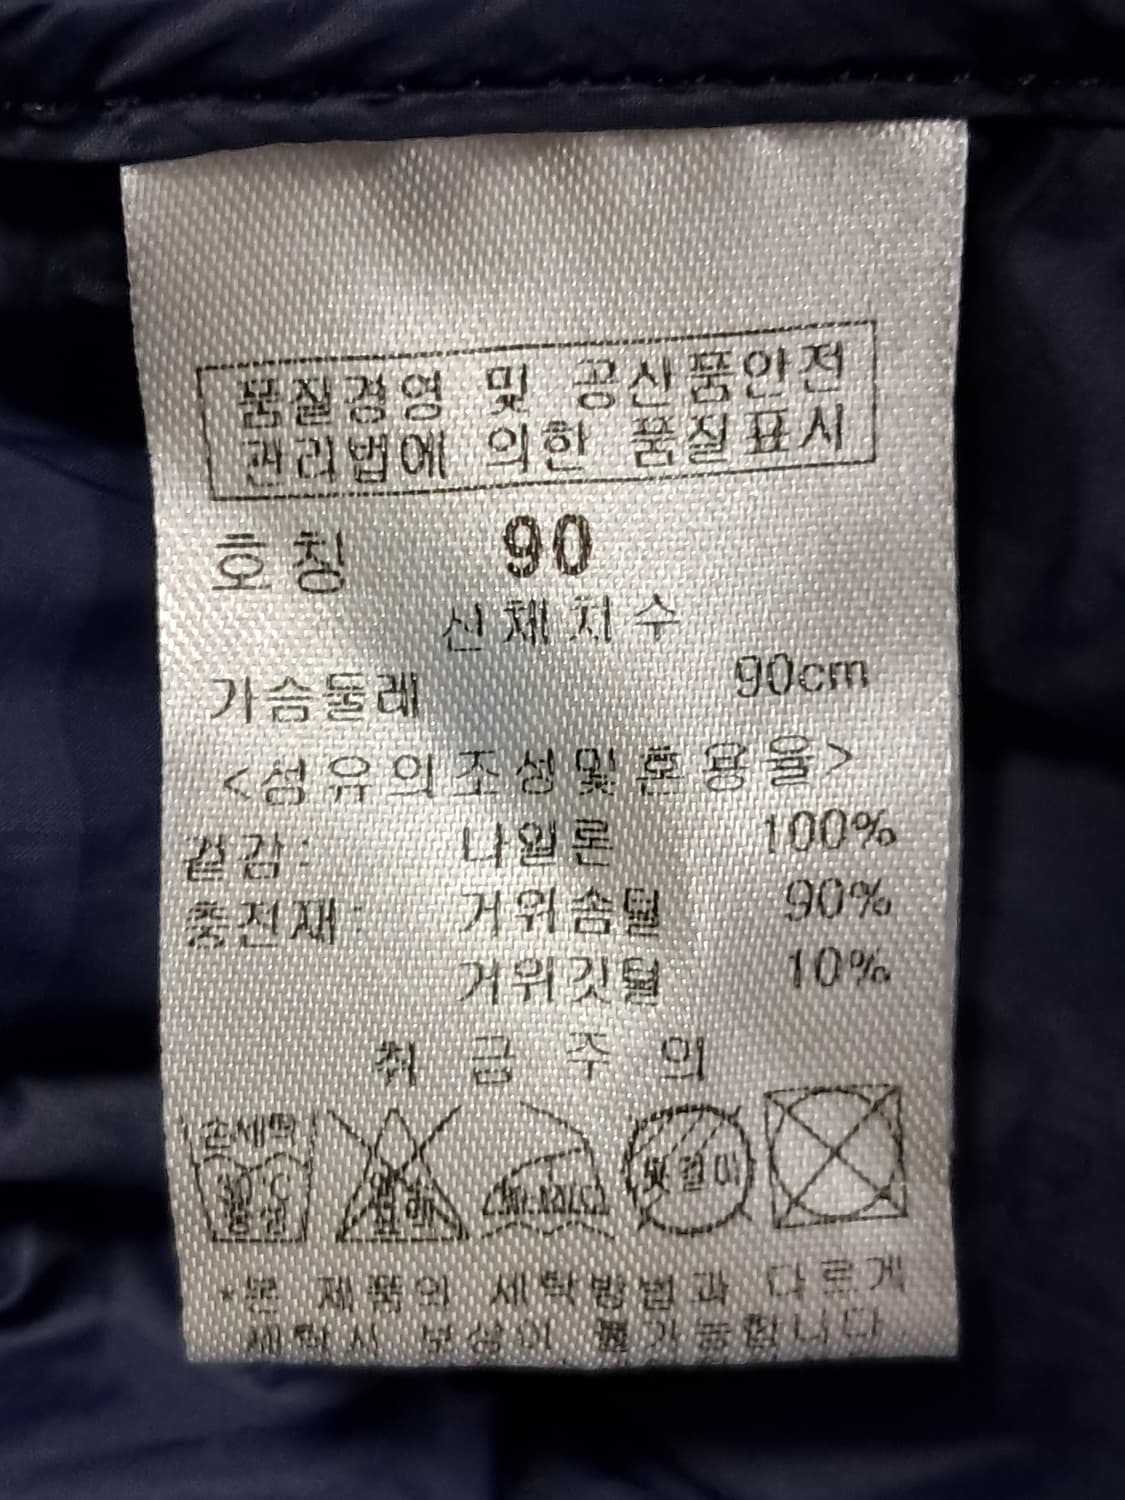 품질경영 및 공산품안전
관리법에 의한 품질표시
호칭 90
신체치수
가슴둘레 90cm
<섬유의조성및혼용율>
겉감: 나일론 100%
충전재: 거위솜털 90%
거위깃털 10%
취급주의
손세탁
30°C
중성
염소
표백
드라이
*본 제품의 세탁방법과 다르게
세탁시 보상이 불가능합니다